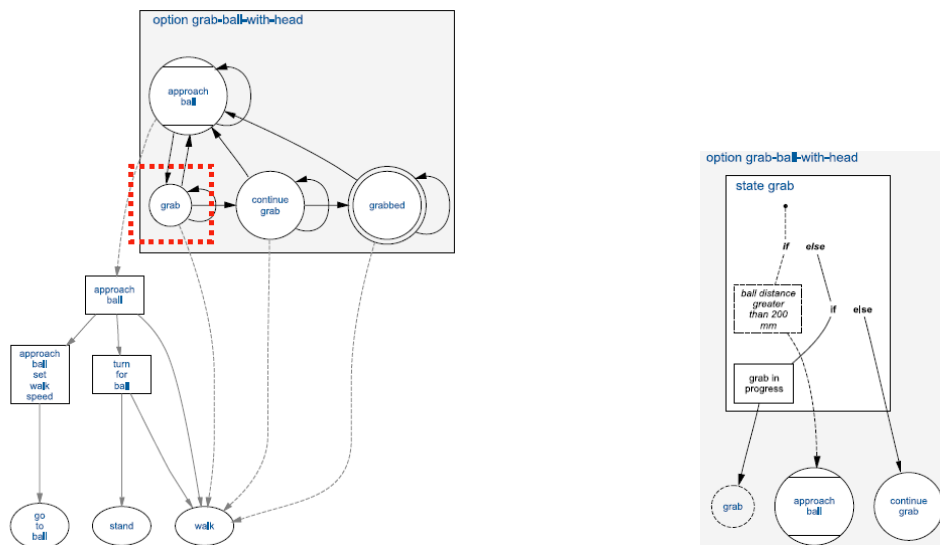 option grab-ball-with-head
approach
ball
grab
continue
grab
grabbed
approach
ball
approach
ball
set
walk
speed
turn
for
ball
go
to
ball
stand
walk
option grab-ball-with-head
state grab
if else
ball distance
greater
than 200
mm
if else
grab in
progress
grab
approach
ball
continue
grab